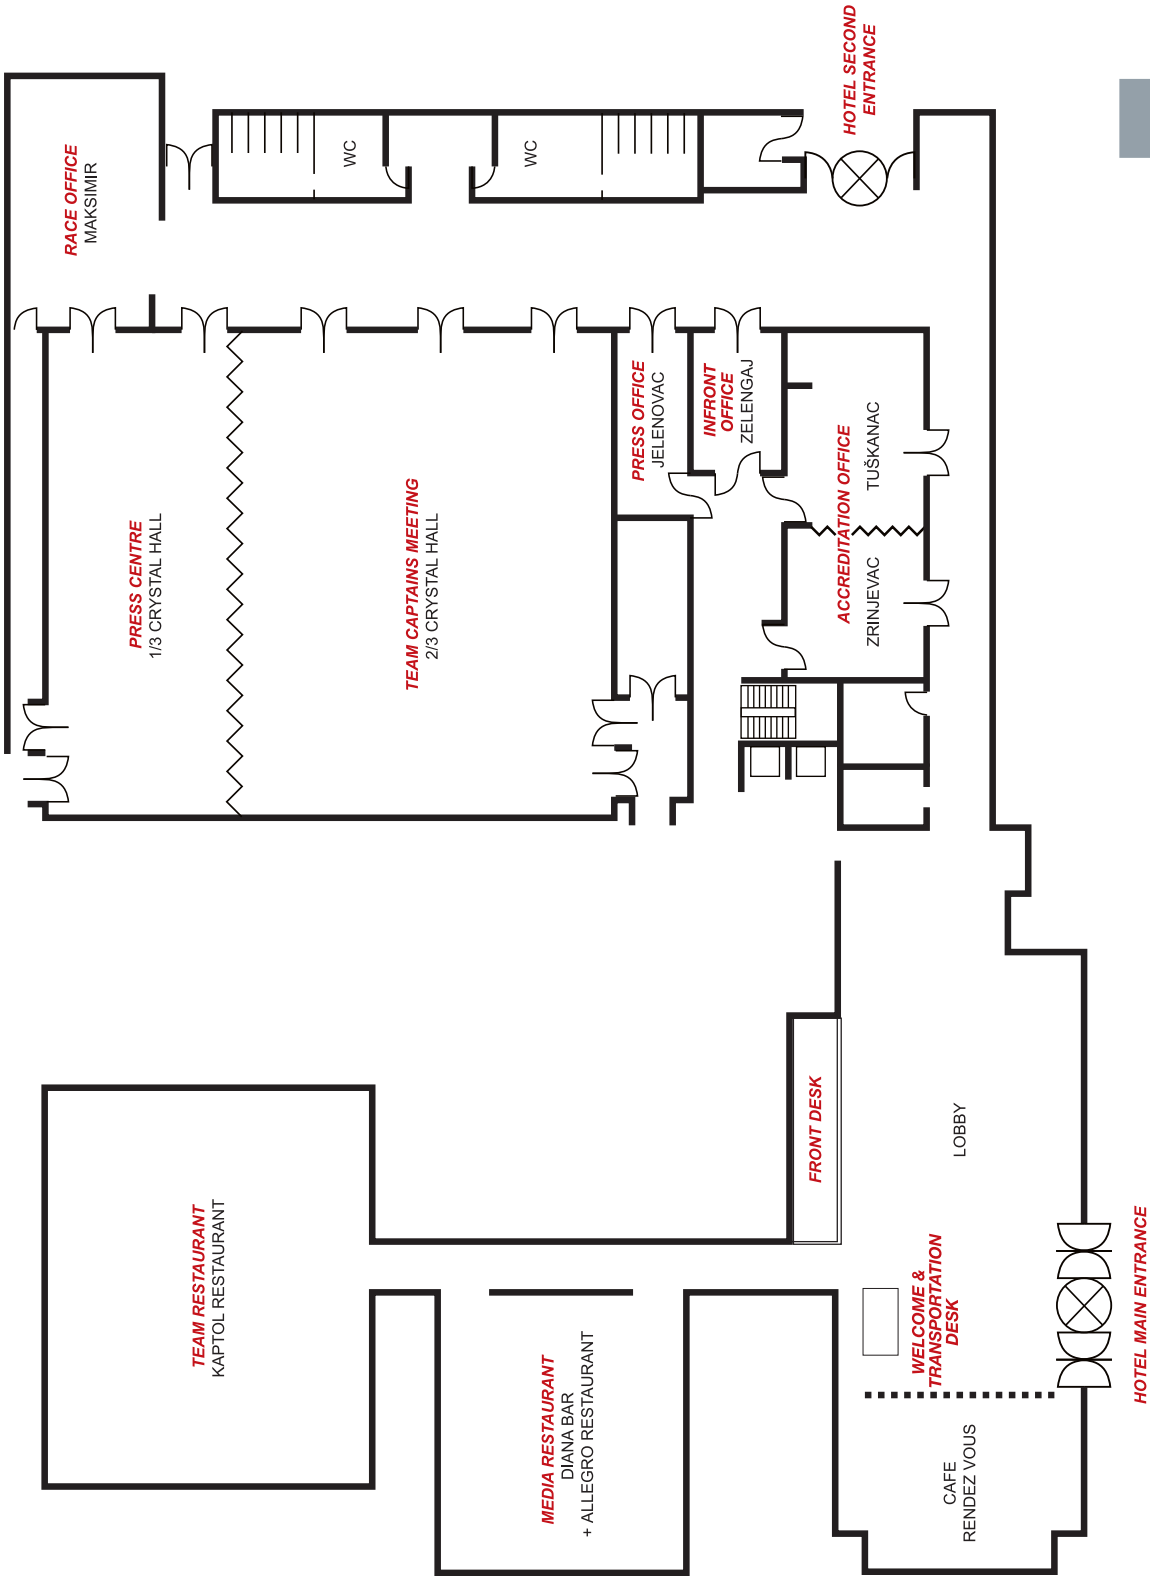 HOTEL SECOND
ENTRANCE
RACE OFFICE
MAKSIMIR
WC
WC
PRESS OFFICE
JELENOVAC
INFRONT
OFFICE
ZELENGAJ
ACCREDITATION OFFICE
TUŠKANAC
ZRINJEVAC
PRESS CENTRE
1/3 CRYSTAL HALL
TEAM CAPTAINS MEETING
2/3 CRYSTAL HALL
FRONT DESK
LOBBY
TEAM RESTAURANT
KAPTOL RESTAURANT
WELCOME &
TRANSPORTATION
DESK
HOTEL MAIN ENTRANCE
MEDIA RESTAURANT
DIANA BAR
+ ALLEGRO RESTAURANT
CAFE
RENDEZ VOUS